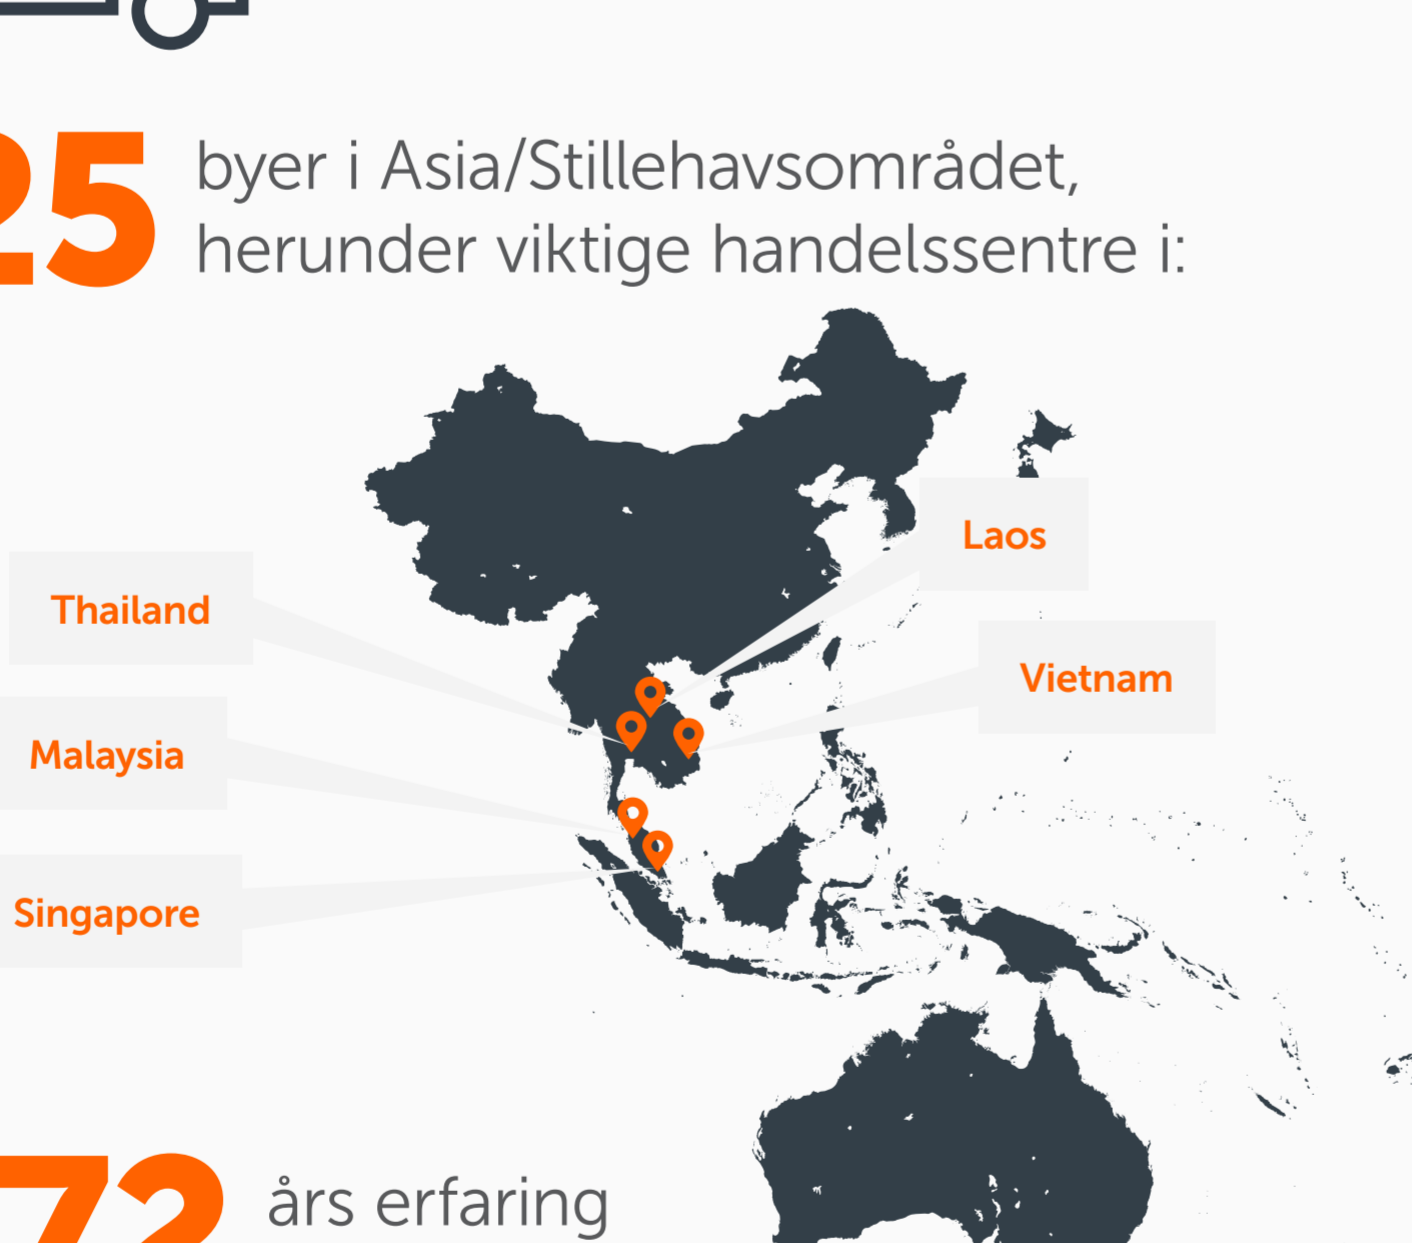 25 byer i Asia/Stillehavsområdet,
herunder viktige handelssentre i:
Laos
Thailand
Vietnam
Malaysia
Singapore
72 års erfaring